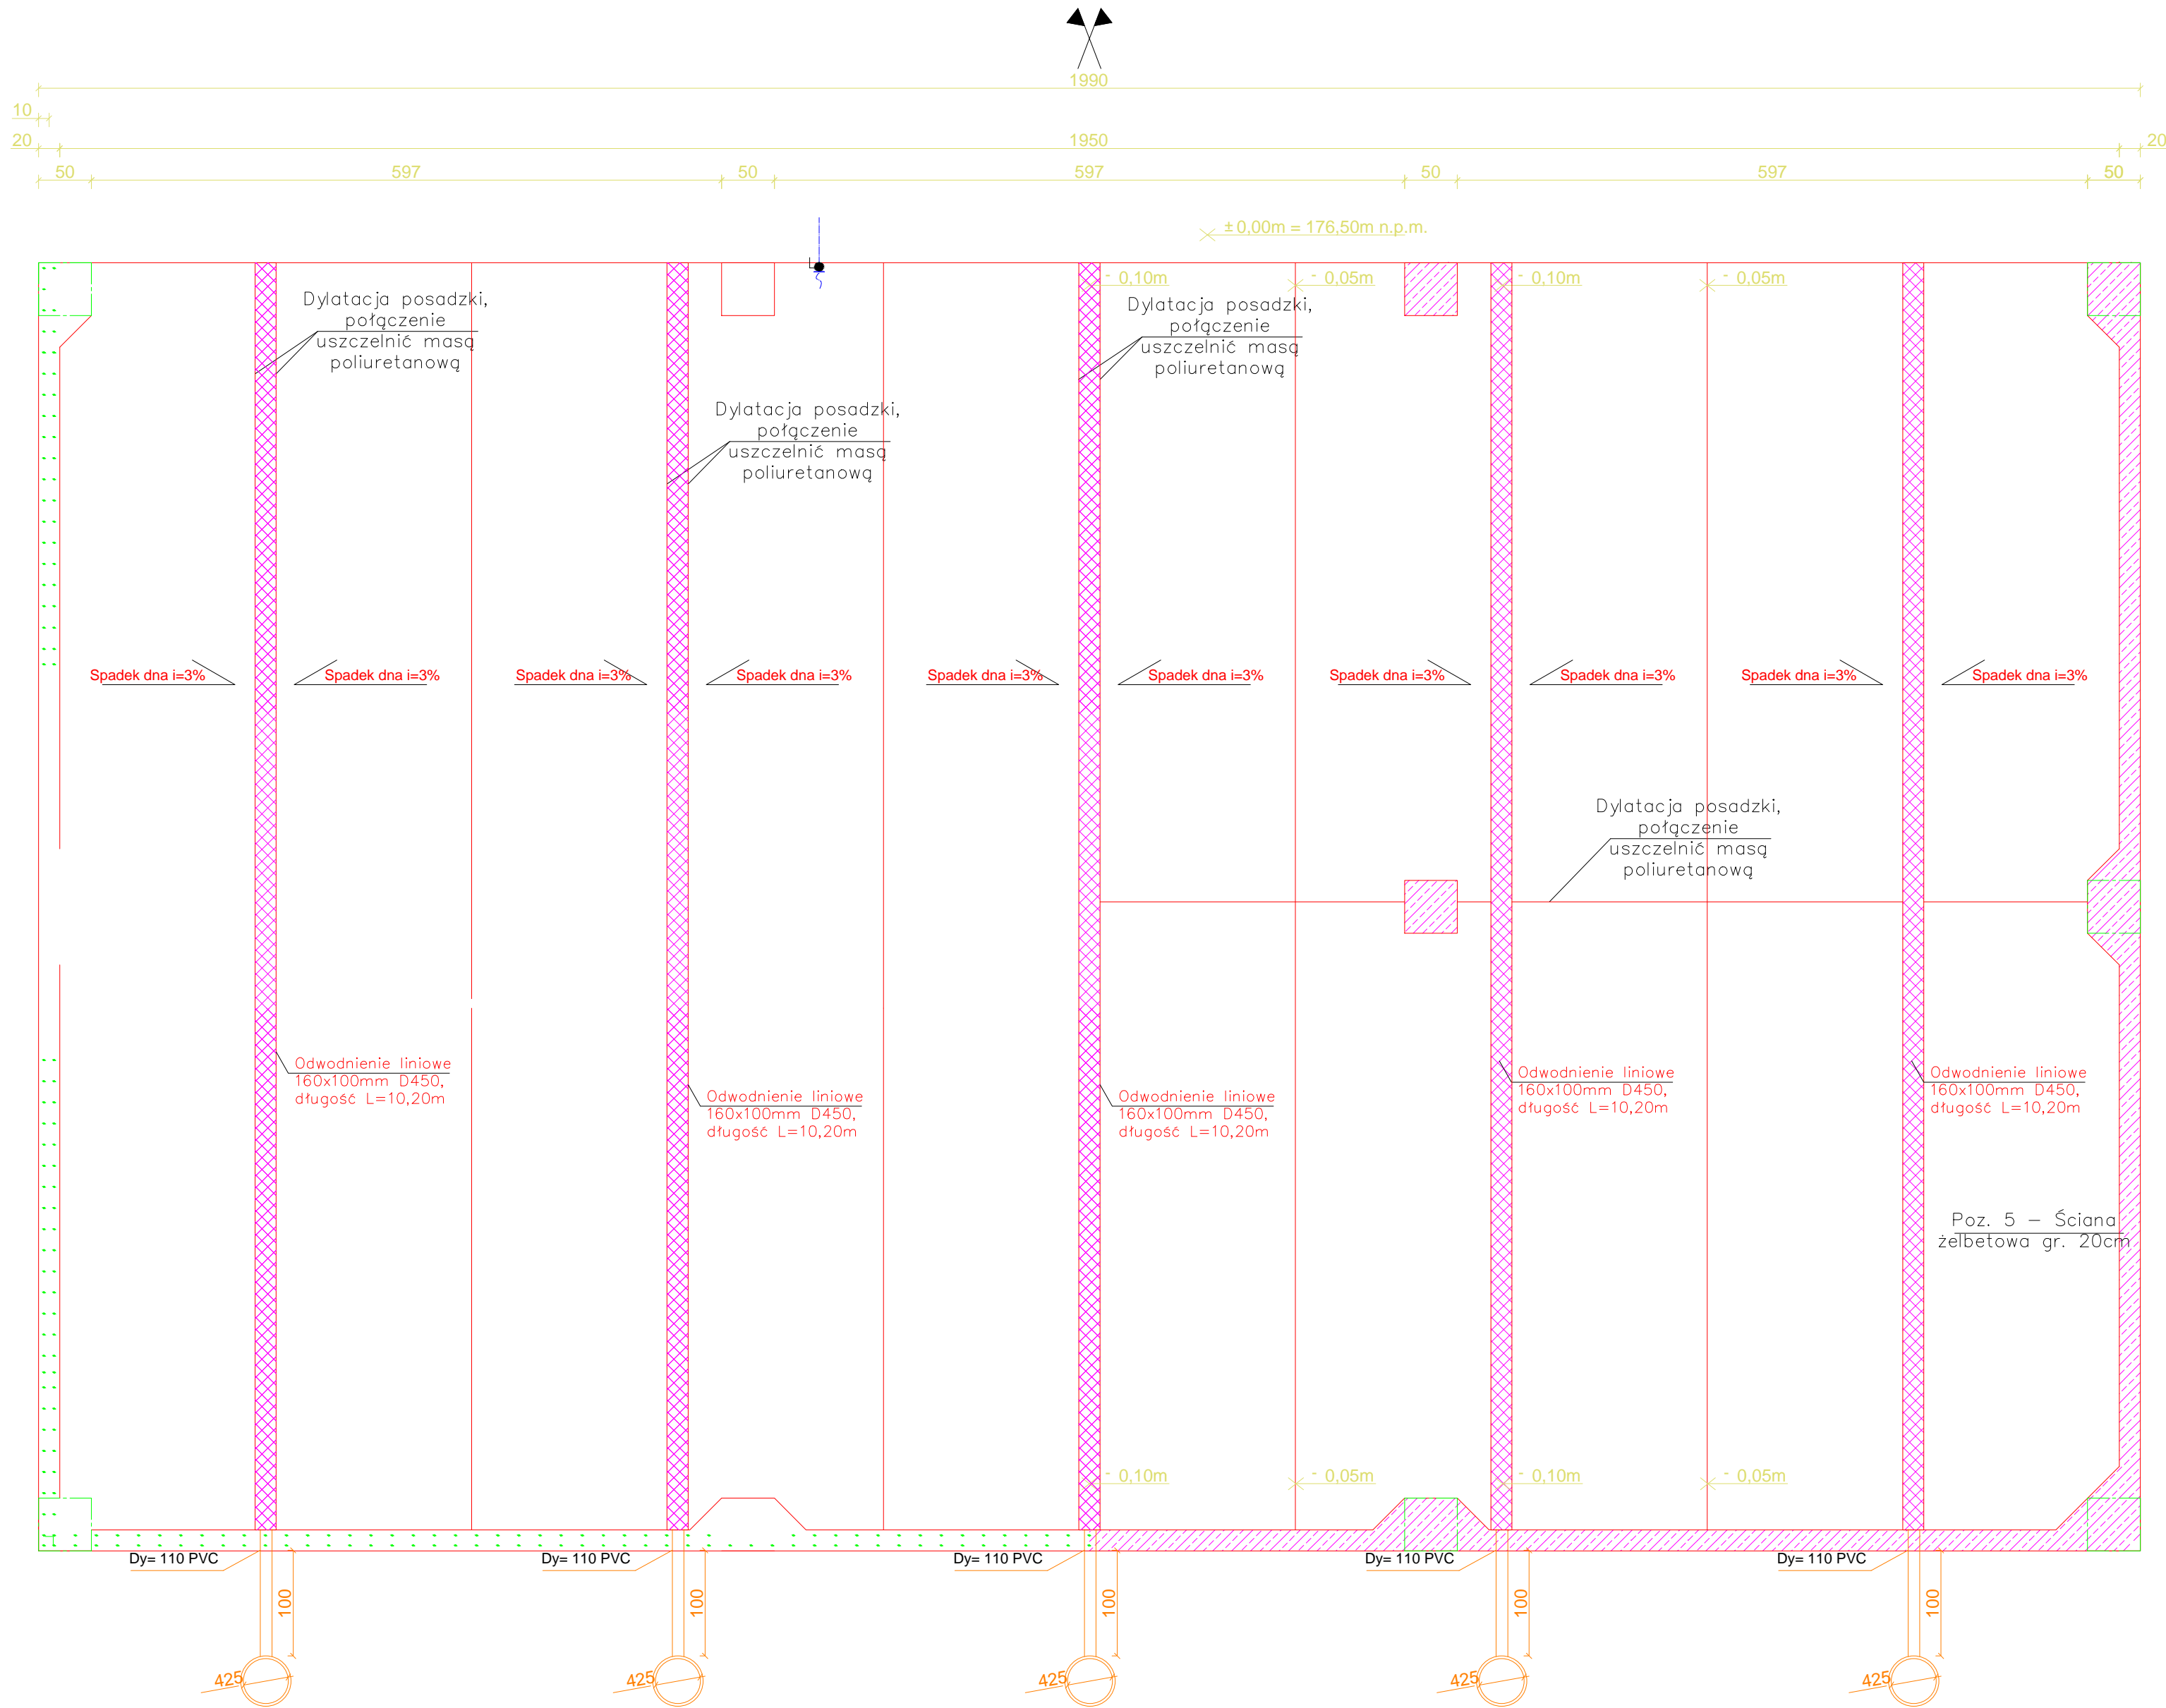 1990
10
20 1950 20
50 597 50 597 50 597 50
±0,00m = 176,50m n.p.m.
- 0,10m - 0,05m - 0,10m - 0,05m
Dylatacja posadzki,
połączenie
uszczelnić masą
poliuretanową
Dylatacja posadzki,
połączenie
uszczelnić masą
poliuretanową
Dylatacja posadzki,
połączenie
uszczelnić masą
poliuretanową
Spadek dna i=3% Spadek dna i=3% Spadek dna i=3% Spadek dna i=3% Spadek dna i=3% Spadek dna i=3% Spadek dna i=3% Spadek dna i=3%
Spadek dna i=3% Spadek dna i=3%
Dylatacja posadzki,
połączenie
uszczelnić masą
poliuretanową
Odwodnienie liniowe
160x100mm D450,
długość L=10,20m
Odwodnienie liniowe
160x100mm D450,
długość L=10,20m
Odwodnienie liniowe
160x100mm D450,
długość L=10,20m
Odwodnienie liniowe
160x100mm D450,
długość L=10,20m
Odwodnienie liniowe
160x100mm D450,
długość L=10,20m
Poz. 5 – Ściana
żelbetowa gr. 20cm
- 0,10m - 0,05m - 0,10m - 0,05m
Dy= 110 PVC Dy= 110 PVC Dy= 110 PVC Dy= 110 PVC Dy= 110 PVC
100 100 100 100 100
425 425 425 425 425